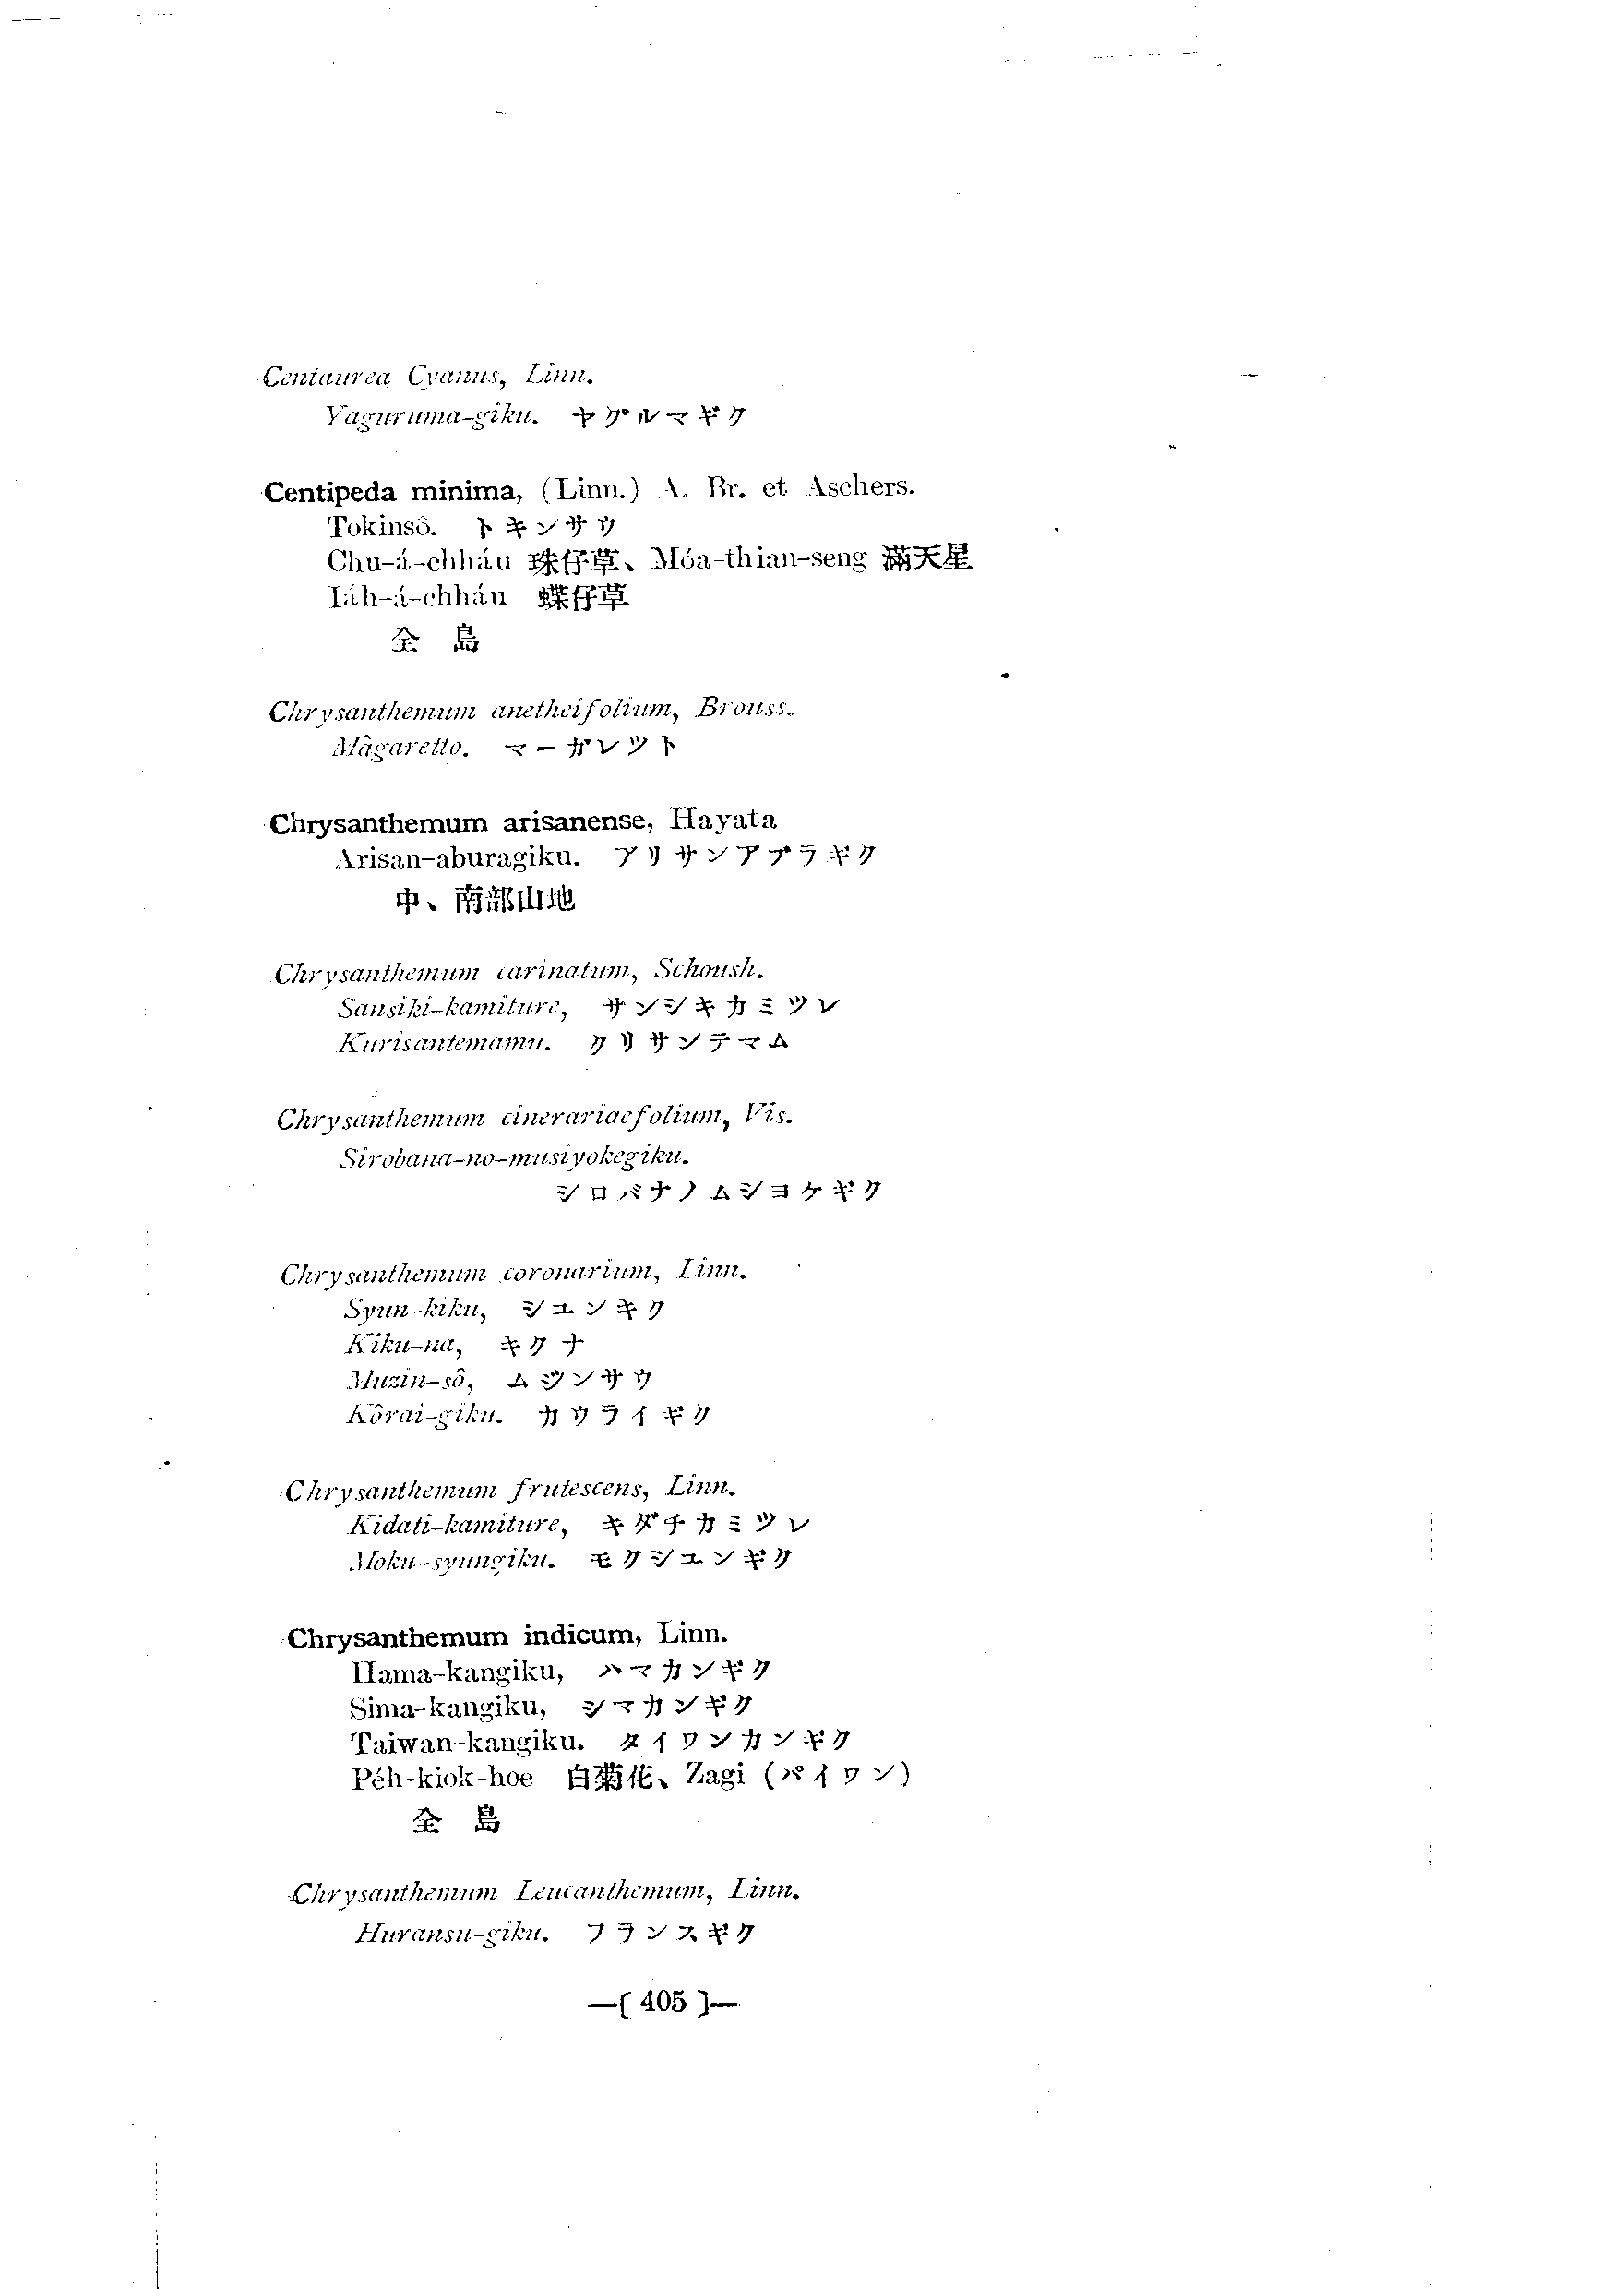 Centaurea Cyanus, Linn.
Yaguruma-giku. ヤグルマギク
Centipeda minima, (Linn.) A. Br. et Aschers.
Tokinsô. トキンサウ
Chu-á-chháu 珠仔草、Móa-thian-seng 滿天星
Iáh-á-chháu 蝶仔草
全 島
Chrysanthemum anetheifolium, Brouss.
Mâgaretto. マーガレツト
Chrysanthemum arisanense, Hayata
Arisan-aburagiku. アリサンアブラギク
中、南部山地
Chrysanthemum carinatum, Schoush.
Sansiki-kamiture, サンシキカミツレ
Kurisantemamu. クリサンテマム
Chrysanthemum cinerariaefolium, Vis.
Sirobana-no-musiyokegiku.
シロバナノムシヨケギク
Chrysanthemum coronarium, Linn.
Syun-kiku, シユンキク
Kiku-na, キクナ
Muzin-sô, ムジンサウ
Kôrai-giku. カウライギク
Chrysanthemum frutescens, Linn.
Kidati-kamiture, キダチカミツレ
Moku-syungiku. モクシユンギク
Chrysanthemum indicum, Linn.
Hama-kangiku, ハマカンギク
Sima-kangiku, シマカンギク
Taiwan-kangiku. タイワンカンギク
Péh-kiok-hoe 白菊花、Zagi (パイワン)
全 島
Chrysanthemum Leucanthemum, Linn.
Huransu-giku. フランスギク
—( 405 )—